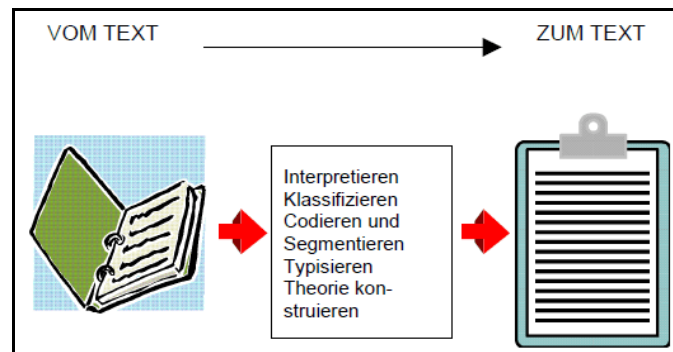 VOM TEXT
ZUM TEXT
Interpretieren
Klassifizieren
Codieren und
Segmentieren
Typisieren
Theorie kon-
struieren